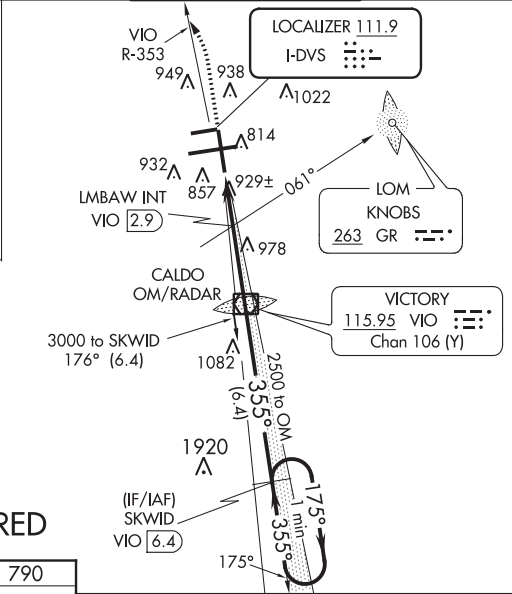 LOCALIZER 111.9
I-DVS
VIO
R-353
949
938
1022
814
932
857
929±
061°
LOM
KNOBS
263 GR
LMBAW INT
VIO 2.9
978
CALDO
OM/RADAR
VICTORY
115.95 VIO
Chan 106 (Y)
3000 to SKWID
176° (6.4)
1082
2500 to OM
355°
(6.4)
1920
(IF/IAF)
SKWID
VIO 6.4
1 min
175°
355°
175°
RED
790